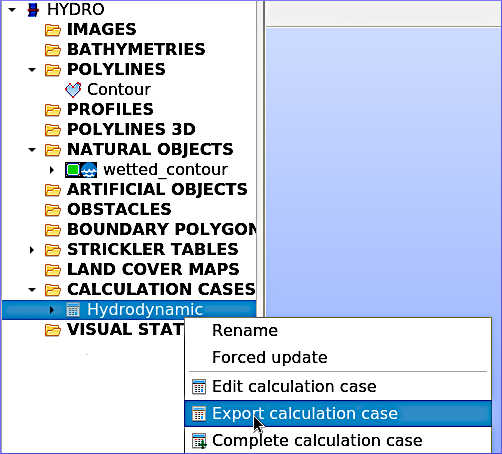 HYDRO
IMAGES
BATHYMETRIES
POLYLINES
Contour
PROFILES
POLYLINES 3D
NATURAL OBJECTS
wetted_contour
ARTIFICIAL OBJECTS
OBSTACLES
BOUNDARY POLYGON
STRICKLER TABLES
LAND COVER MAPS
CALCULATION CASES
Hydrodynamic
VISUAL STAT
Rename
Forced update
Edit calculation case
Export calculation case
Complete calculation case